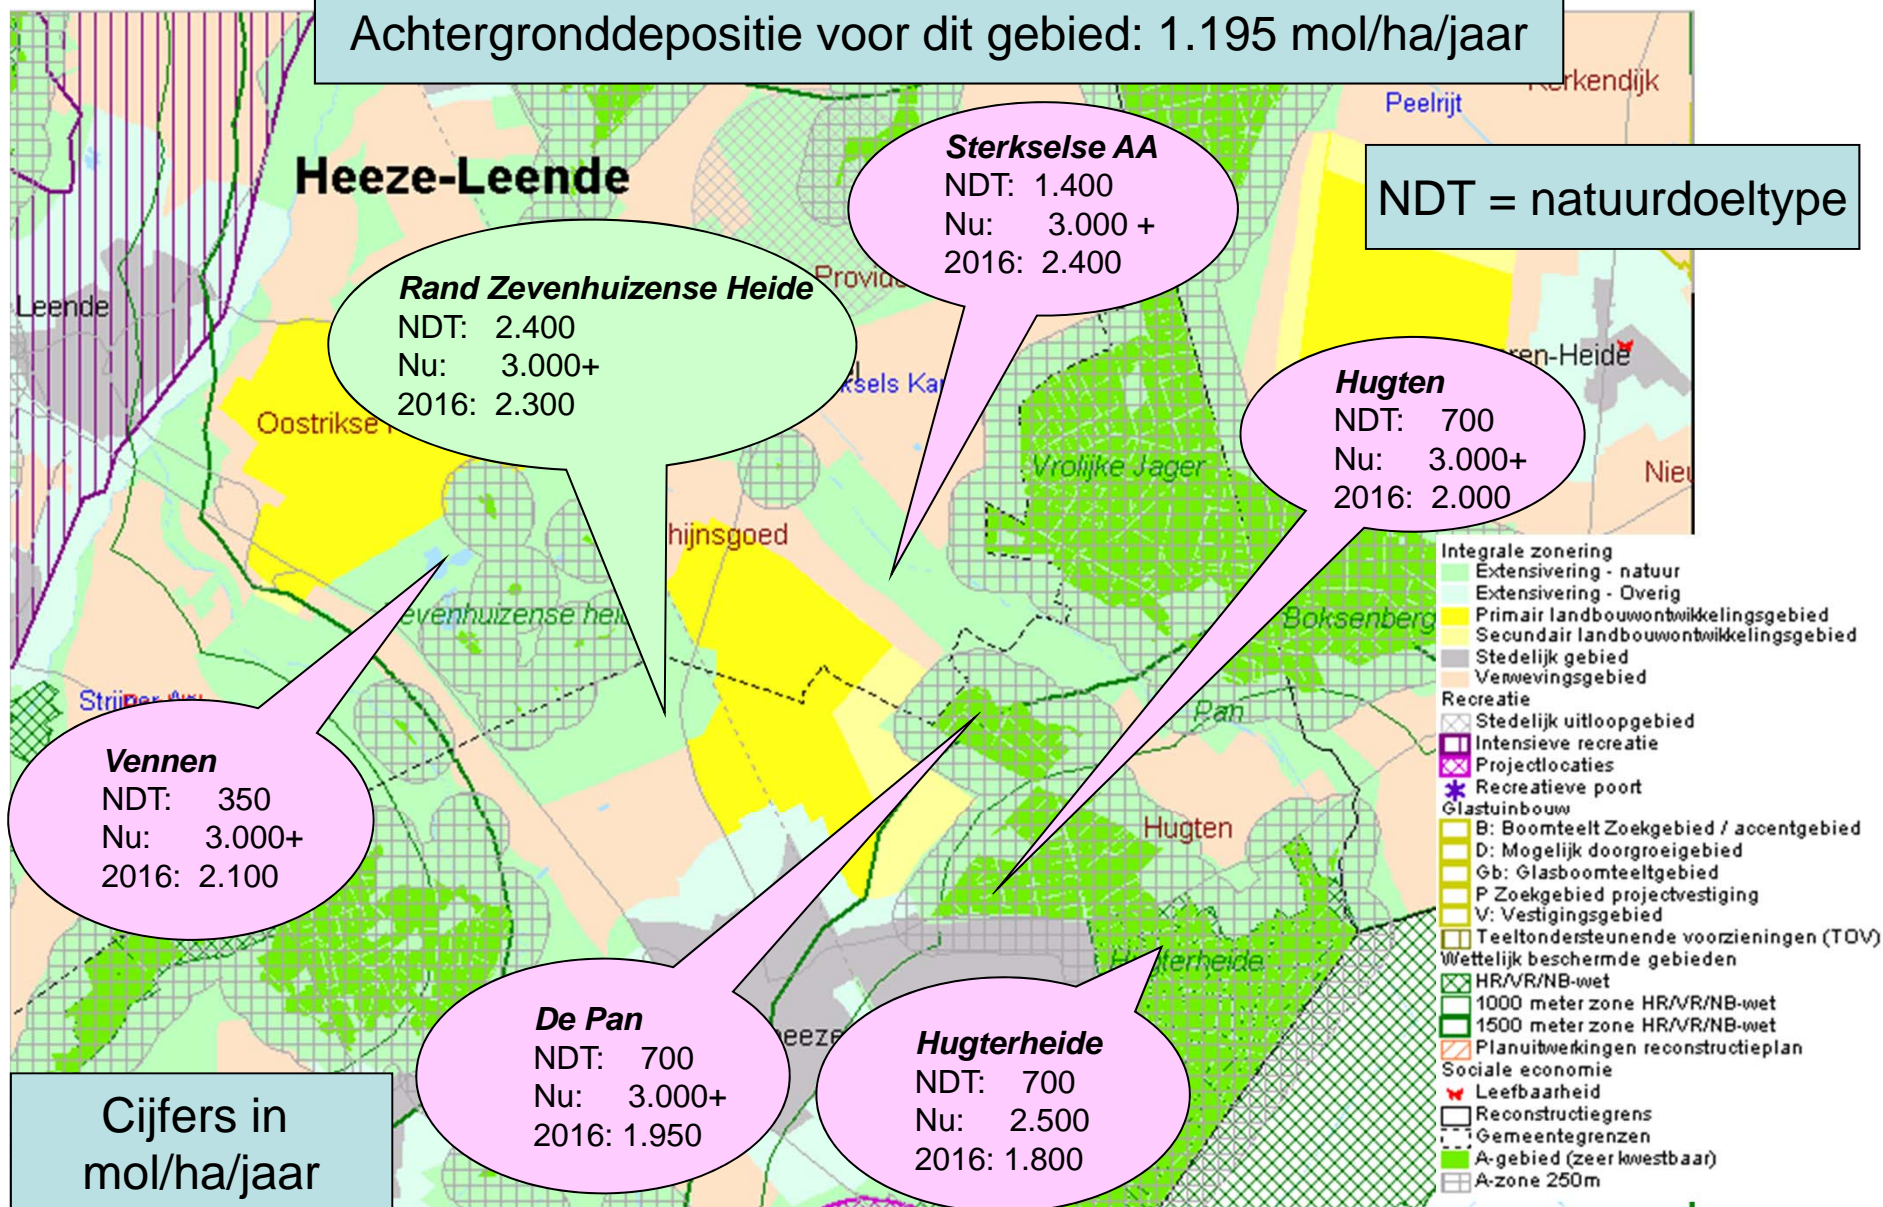 Achtergronddepositie voor dit gebied: 1.195 mol/ha/jaar
Peelrijt
NDT = natuurdoeltype
Heeze-Leende
Sterkselse AA
NDT: 1.400
Nu: 3.000 +
2016: 2.400
Leende
Rand Zevenhuizense Heide
NDT: 2.400
Nu: 3.000+
2016: 2.300
Oostrikse
Hugten
NDT: 700
Nu: 3.000+
2016: 2.000
Vrolijke Jager
Boksenberg
Pan
Hugten
Vennen
NDT: 350
Nu: 3.000+
2016: 2.100
De Pan
NDT: 700
Nu: 3.000+
2016: 1.950
Hugterheide
Hugterheide
NDT: 700
Nu: 2.500
2016: 1.800
Cijfers in
mol/ha/jaar
Integrale zonering
Extensivering - natuur
Extensivering - Overig
Primair landbouwontwikkelingsgebied
Secundair landbouwontwikkelingsgebied
Stedelijk gebied
Verwevingsgebied
Recreatie
Stedelijk uitloopgebied
Intensieve recreatie
Projectlocaties
Recreatieve poort
Glastuinbouw
B: Boomteelt Zoekgebied / accentgebied
D: Mogelijk doorgroeigebied
Gb: Glasboomteeltgebied
P Zoekgebied projectvestiging
V: Vestigingsgebied
Teeltondersteunende voorzieningen (TOV)
Wettelijk beschermde gebieden
HR/VR/NB-wet
1000 meter zone HR/VR/NB-wet
1500 meter zone HR/VR/NB-wet
Planuitwerkingen reconstructieplan
Sociale economie
Leefbaarheid
Reconstructiegrens
Gemeentegrenzen
A-gebied (zeer kwestbaar)
A-zone 250m